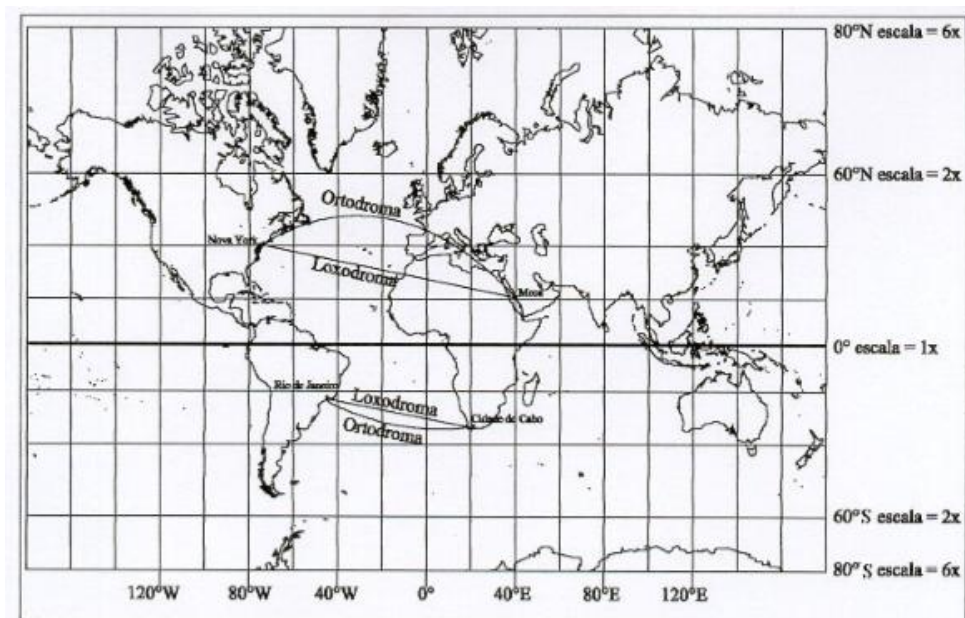 80°N escala = 6x
60°N escala = 2x
Ortodroma
Nova York
Loxodroma
Meca
0° escala = 1x
Rio de Janeiro
Loxodroma
Cidade de Cabo
Ortodroma
60°S escala = 2x
80°S escala = 6x
120°W
80°W
40°W
0°
40°E
80°E
120°E